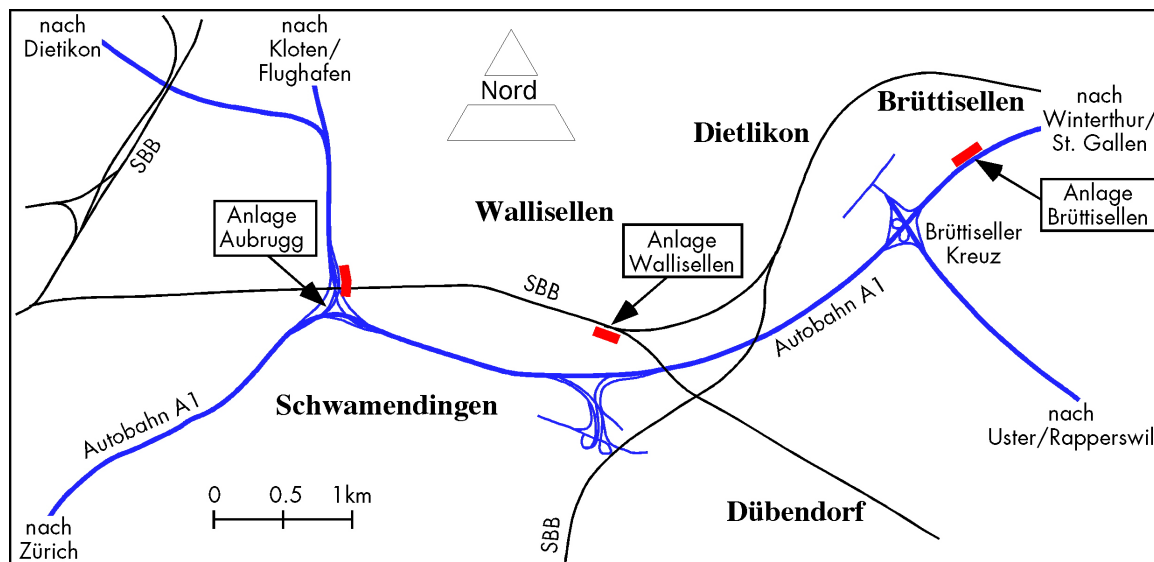 nach
Dietikon
nach
Kloten/
Flughafen
Nord
SBB
Brüttisellen
nach
Winterthur/
St. Gallen
Dietlikon
Anlage
Brüttisellen
Anlage
Aubrugg
Wallisellen
Anlage
Wallisellen
Brüttiseller
Kreuz
SBB
Autobahn A1
Schwamendingen
Autobahn A1
nach
Uster/Rapperswil
0 0.5 1km
Dübendorf
SBB
nach
Zürich